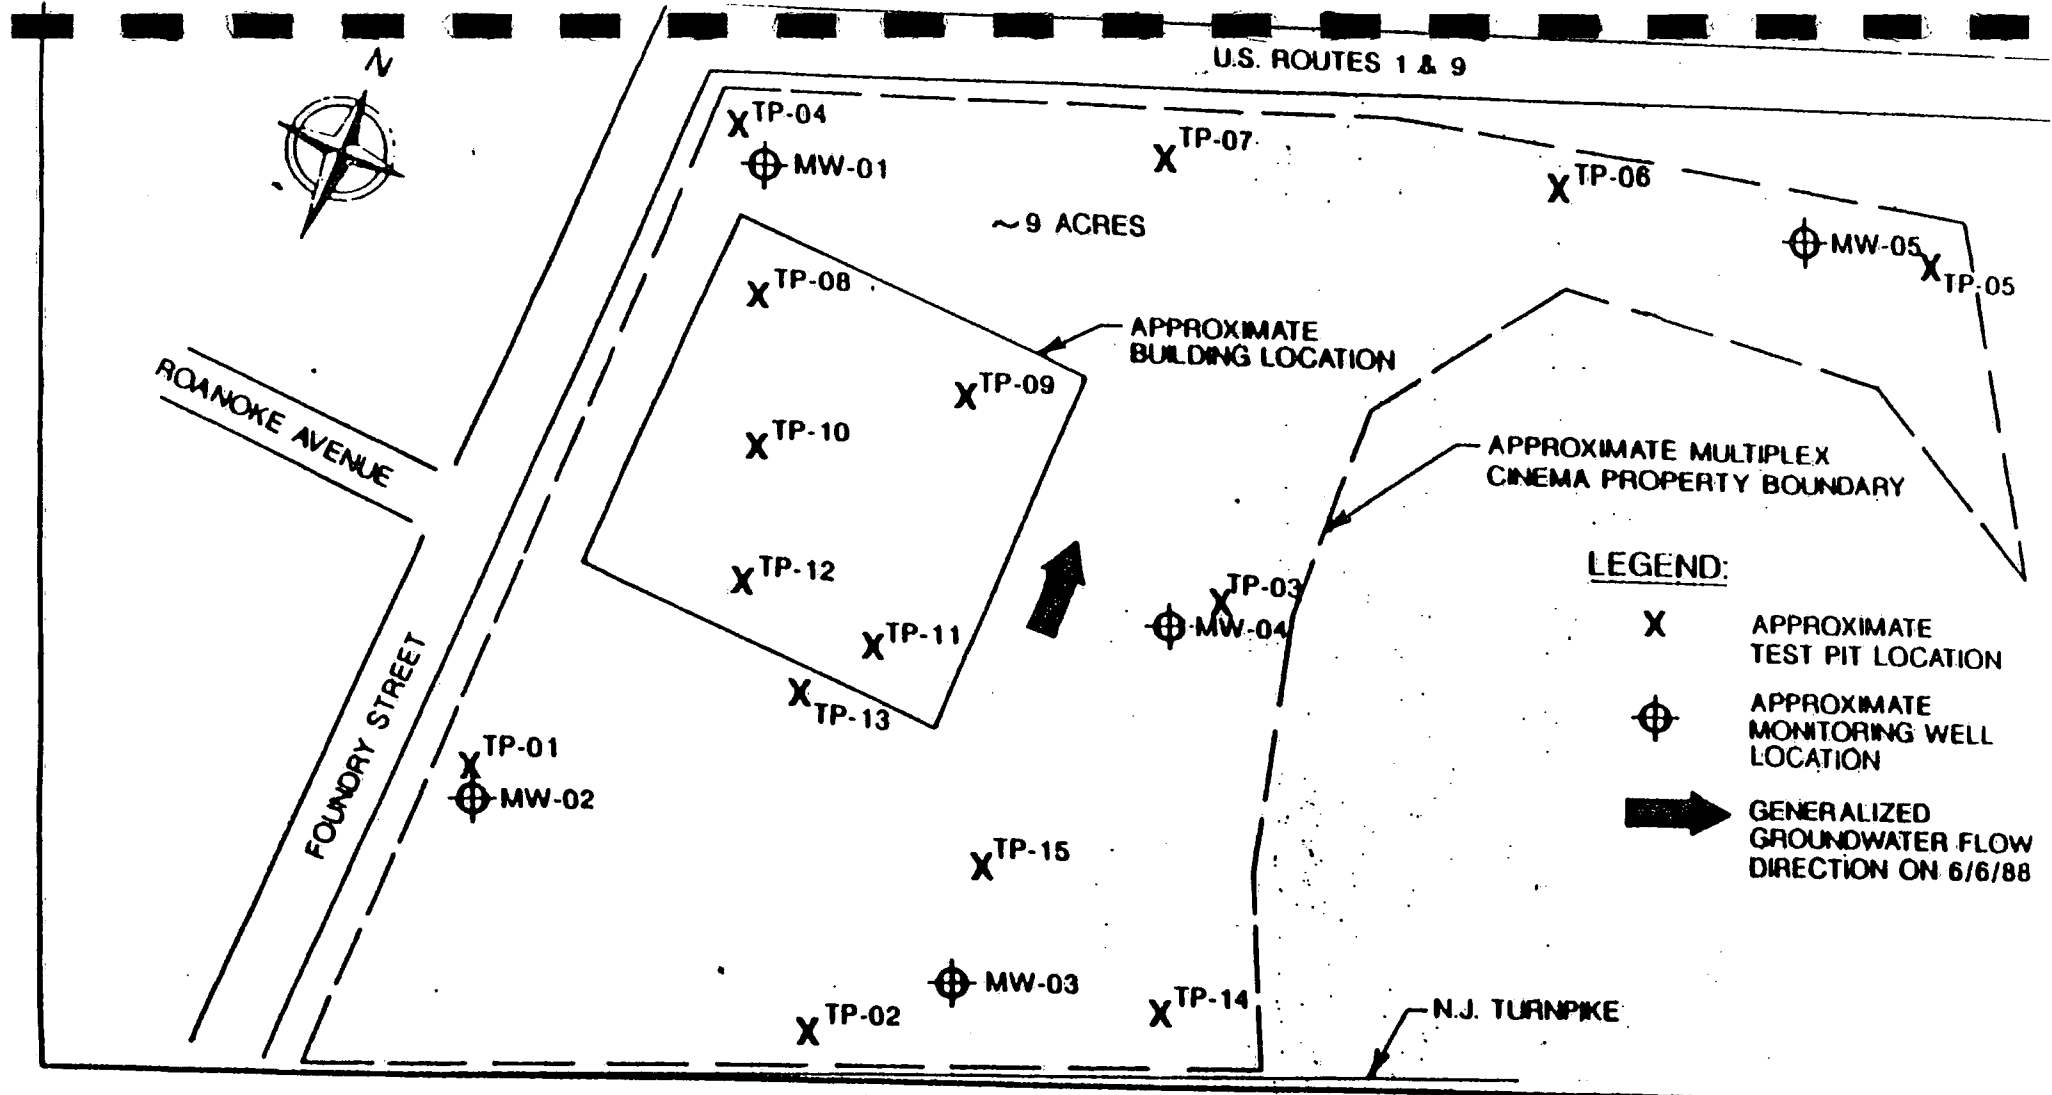 N
U.S. ROUTES 1 & 9
TP-04
MW-01
TP-07
TP-06
~9 ACRES
MW-05
TP-05
TP-08
APPROXIMATE
BUILDING LOCATION
TP-09
ROANOKE AVENUE
TP-10
APPROXIMATE MULTIPLEX
CINEMA PROPERTY BOUNDARY
TP-12
TP-11
TP-03
MW-04
TP-13
FOUNDRY STREET
TP-01
MW-02
TP-15
MW-03
TP-02
TP-14
N.J. TURNPIKE
LEGEND:
X
APPROXIMATE
TEST PIT LOCATION
APPROXIMATE
MONITORING WELL
LOCATION
GENERALIZED
GROUNDWATER FLOW
DIRECTION ON 6/6/88